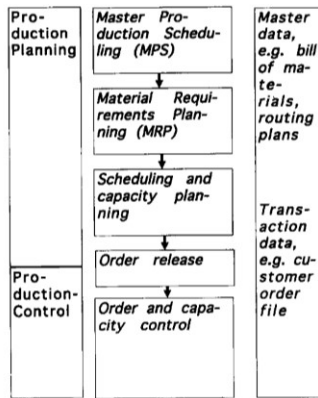 Pro-
duction
Planning
Pro-
duction-
Control
Master Pro-
duction Schedu-
ling (MPS)
Material Requi-
rements Plan-
ning (MRP)
Scheduling and
capacity plan-
ning
Order release
Order and capa-
city control
Master
data,
e.g. bill
of ma-
te-
rials,
routing
plans
Trans-
action
data,
e.g. cu-
stomer
order
file